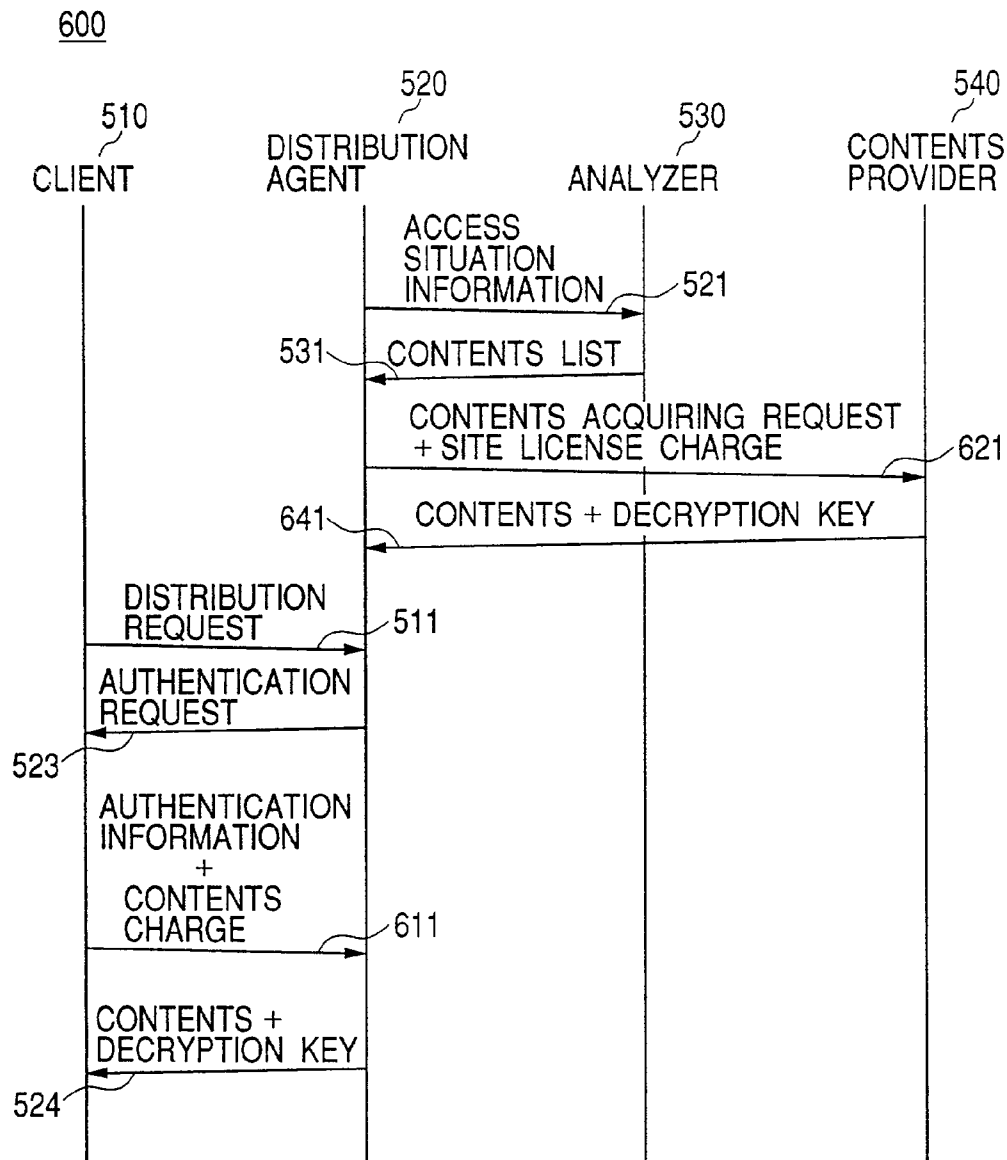 600
510
520
530
540
CLIENT
DISTRIBUTION
AGENT
ANALYZER
CONTENTS
PROVIDER
ACCESS
SITUATION
INFORMATION
521
531
CONTENTS LIST
CONTENTS ACQUIRING REQUEST
+ SITE LICENSE CHARGE
621
641
CONTENTS + DECRYPTION KEY
DISTRIBUTION
REQUEST
511
AUTHENTICATION
REQUEST
523
AUTHENTICATION
INFORMATION
+
CONTENTS
CHARGE
611
CONTENTS +
DECRYPTION KEY
524